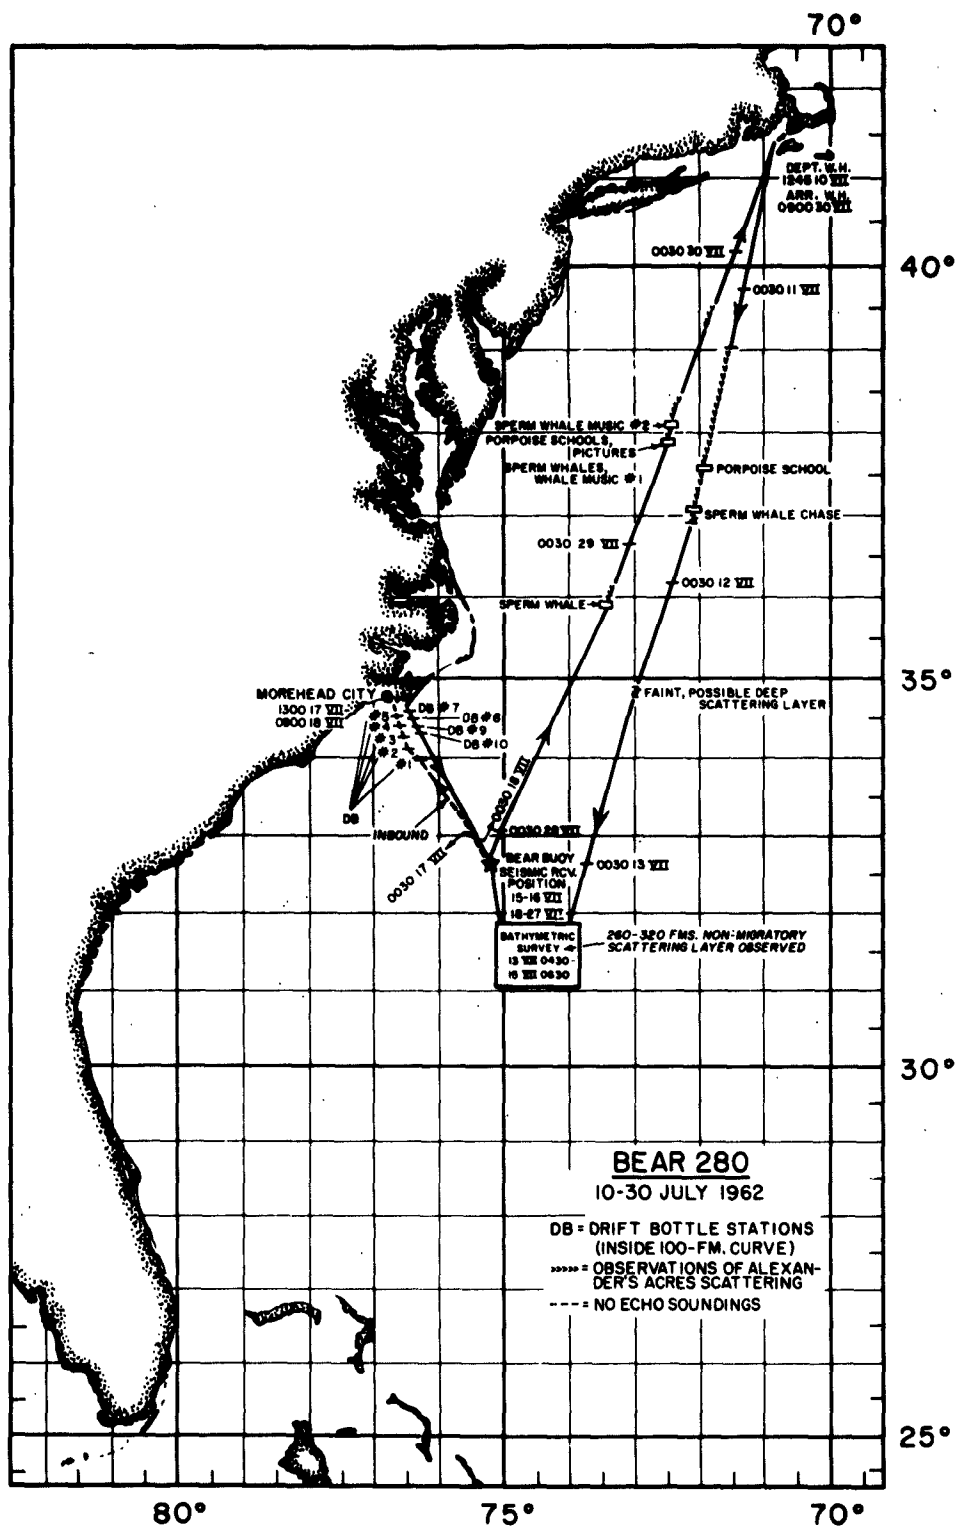 70°
DEPT. W.H.
1245 10 VII
ARR. W.H.
0900 30 VII
0030 30 VII
40°
0030 11 VII
SPERM WHALE MUSIC #2
PORPOISE SCHOOLS,
PICTURES
SPERM WHALES,
WHALE MUSIC #1
PORPOISE SCHOOL
SPERM WHALE CHASE
0030 29 VII
0030 12 VII
SPERM WHALE
35°
FAINT, POSSIBLE DEEP
SCATTERING LAYER
MOREHEAD CITY
1300 17 VII
0800 18 VII
DB #7
#5
DB #8
#4
DB #9
#3
DB #10
#2
#1
DB
INBOUND
0030 18 VII
0030 28 VII
0030 17 VII
BEAR BUOY
SEISMIC RCV.
POSITION
15-16 VII
18-27 VII
0030 13 VII
BATHYMETRIC
SURVEY
13 VII 0430-
15 VII 0630
260-320 FMS. NON-MIGRATORY
SCATTERING LAYER OBSERVED
30°
BEAR 280
10-30 JULY 1962
DB = DRIFT BOTTLE STATIONS
(INSIDE 100-FM. CURVE)
»»» = OBSERVATIONS OF ALEXAN-
DER'S ACRES SCATTERING
--- = NO ECHO SOUNDINGS
25°
80°
75°
70°